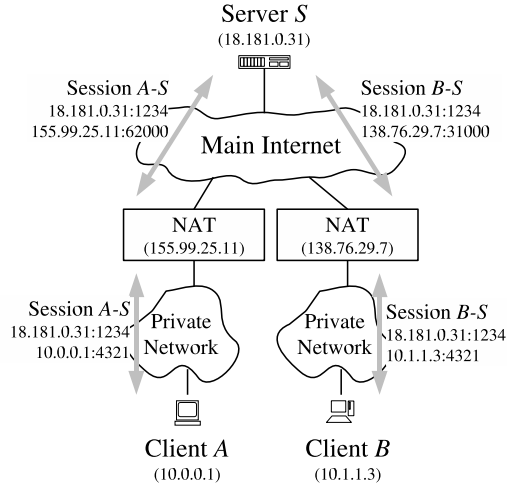 Server S
(18.181.0.31)
Session A-S
18.181.0.31:1234
155.99.25.11:62000
Session B-S
18.181.0.31:1234
138.76.29.7:31000
Main Internet
NAT
(155.99.25.11)
NAT
(138.76.29.7)
Session A-S
18.181.0.31:1234
10.0.0.1:4321
Private
Network
Private
Network
Session B-S
18.181.0.31:1234
10.1.1.3:4321
Client A
(10.0.0.1)
Client B
(10.1.1.3)